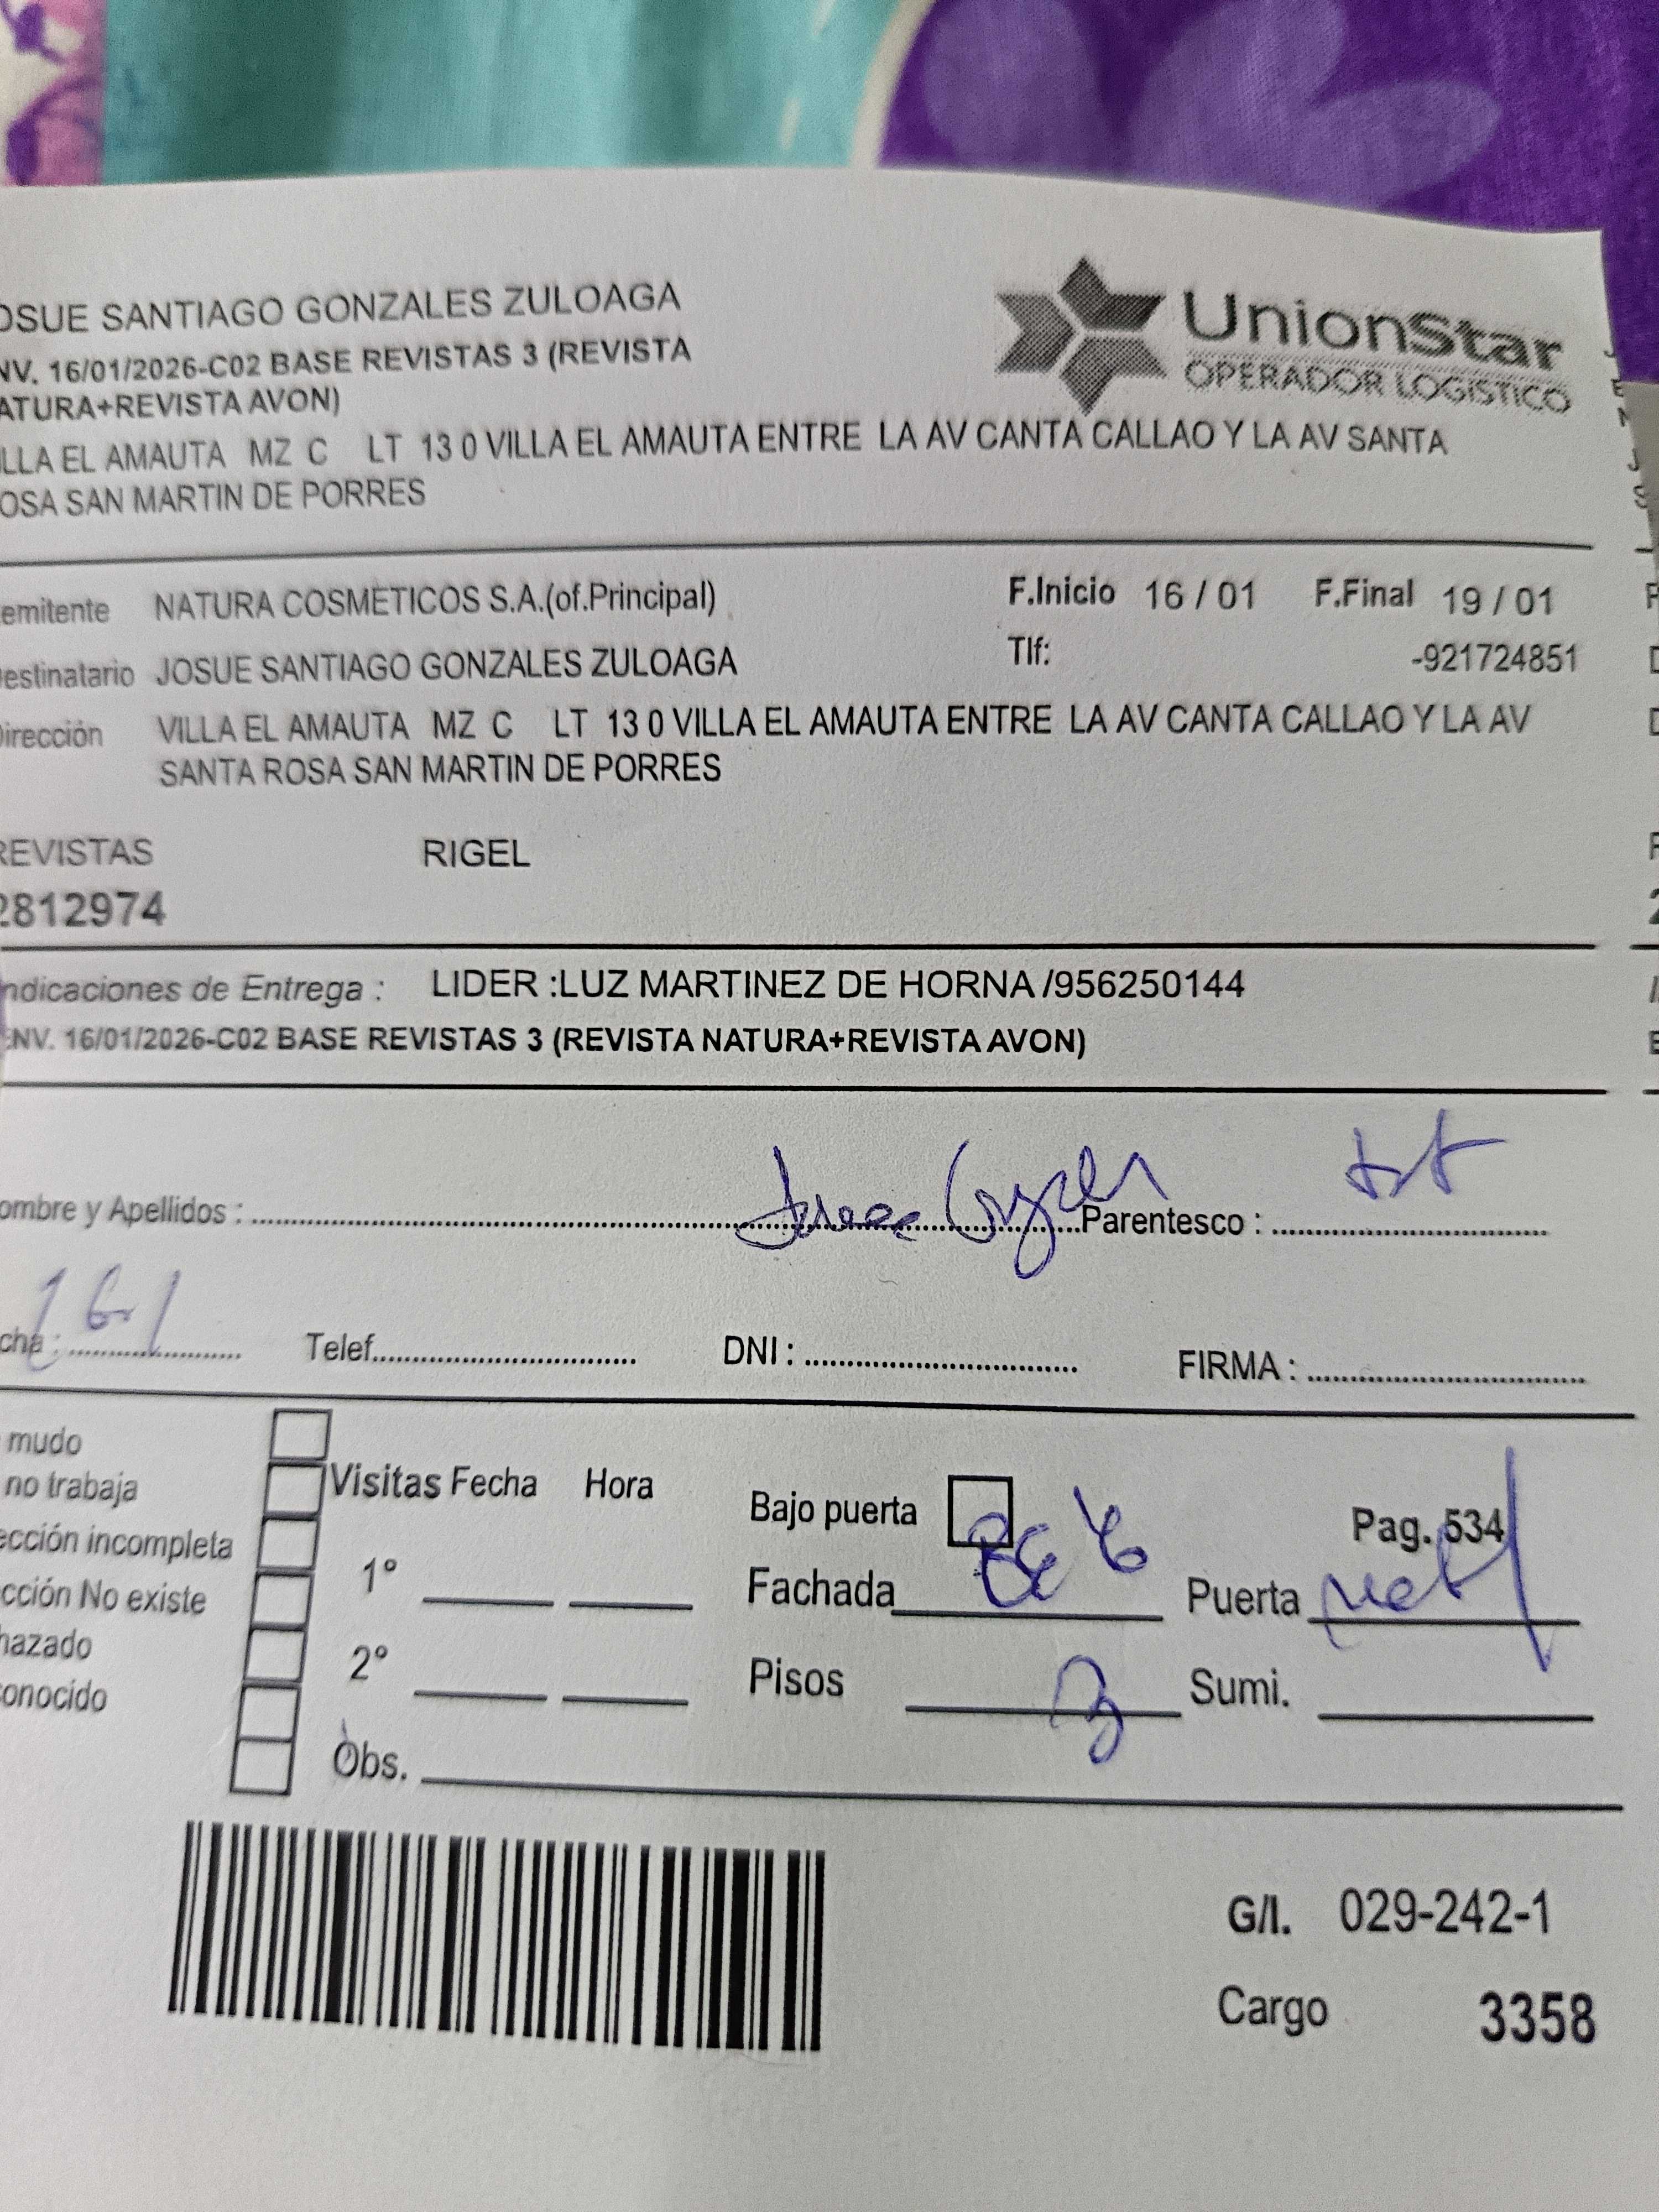 OSUE SANTIAGO GONZALES ZULOAGA
NV. 16/01/2026-C02 BASE REVISTAS 3 (REVISTA
ATURA+REVISTA AVON)
UnionStar
OPERADOR LOGISTICO
LLA EL AMAUTA MZ C LT 13 0 VILLA EL AMAUTA ENTRE LA AV CANTA CALLAO Y LA AV SANTA
OSA SAN MARTIN DE PORRES
emitente NATURA COSMETICOS S.A.(of.Principal) F.Inicio 16 / 01 F.Final 19 / 01
estinatario JOSUE SANTIAGO GONZALES ZULOAGA Tlf: -921724851
irección VILLA EL AMAUTA MZ C LT 13 0 VILLA EL AMAUTA ENTRE LA AV CANTA CALLAO Y LA AV
SANTA ROSA SAN MARTIN DE PORRES
REVISTAS RIGEL
2812974
ndicaciones de Entrega : LIDER :LUZ MARTINEZ DE HORNA /956250144
ENV. 16/01/2026-C02 BASE REVISTAS 3 (REVISTA NATURA+REVISTA AVON)
ombre y Apellidos : Parentesco :
cha : Telef. DNI : FIRMA :
mudo
no trabaja
ección incompleta
cción No existe
hazado
onocido
Visitas Fecha Hora
1°
2°
Obs.
Bajo puerta Pag. 534
Fachada Puerta
Pisos 3 Sumi.
G/I. 029-242-1
Cargo 3358